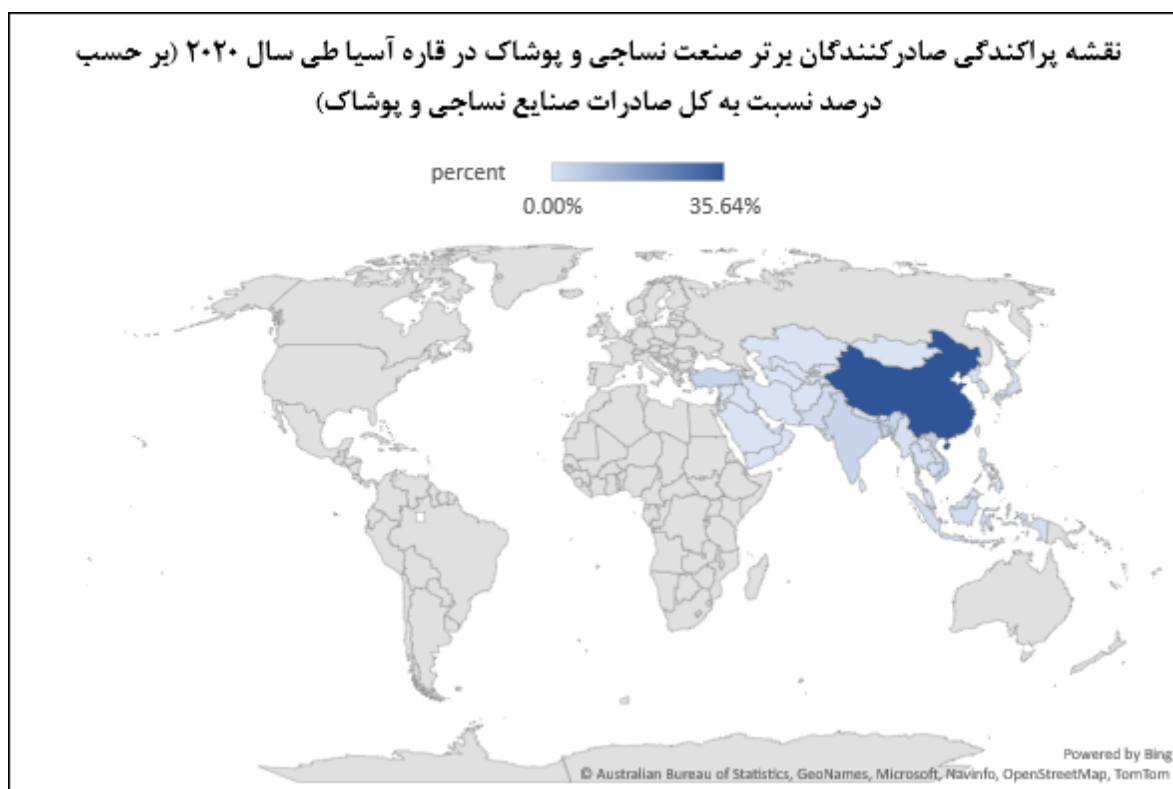 نقشه پراکندگی صادرکنندگان برتر صنعت نساجی و پوشاک در قاره آسیا طی سال ۲۰۲۰ (بر حسب
درصد نسبت به کل صادرات صنایع نساجی و پوشاک)
percent
0.00% 35.64%
Powered by Bing
© Australian Bureau of Statistics, GeoNames, Microsoft, Navinfo, OpenStreetMap, TomTom